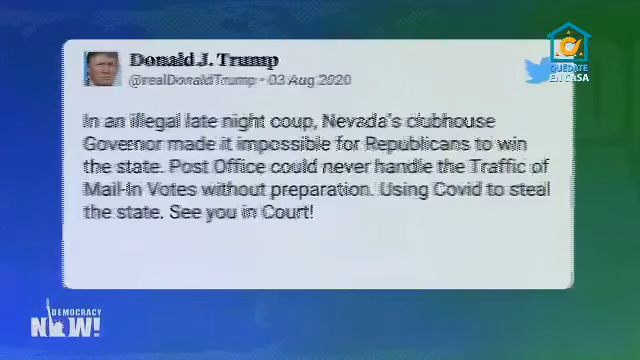 QUÉDATE
EN CASA
Donald J. Trump
@realDonaldTrump - 03 Aug 2020
In an illegal late night coup, Nevada's clubhouse
Governor made it impossible for Republicans to win
the state. Post Office could never handle the Traffic of
Mail-In Votes without preparation. Using Covid to steal
the state. See you in Court!
DEMOCRACY
NOW!